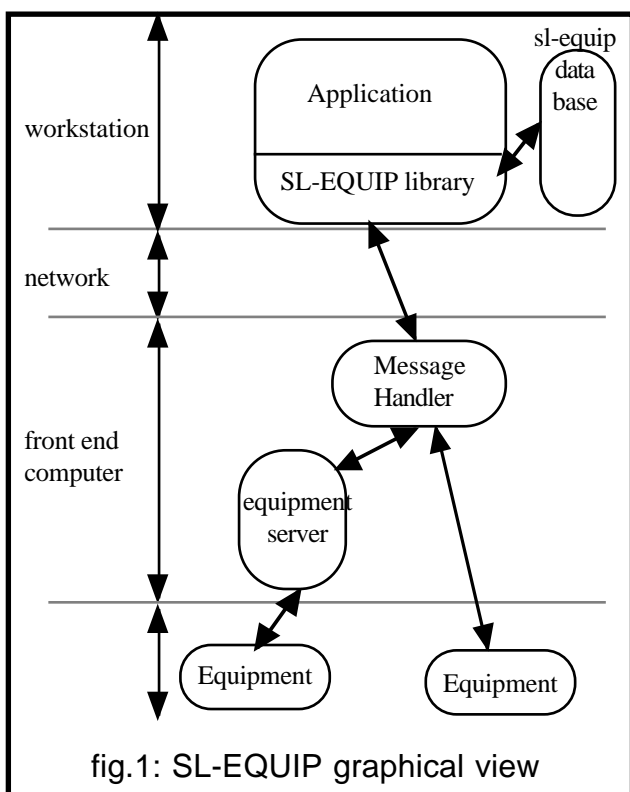 sl-equip
data
base
Application
workstation
SL-EQUIP library
network
Message
Handler
front end
computer
equipment
server
Equipment
Equipment
fig.1: SL-EQUIP graphical view